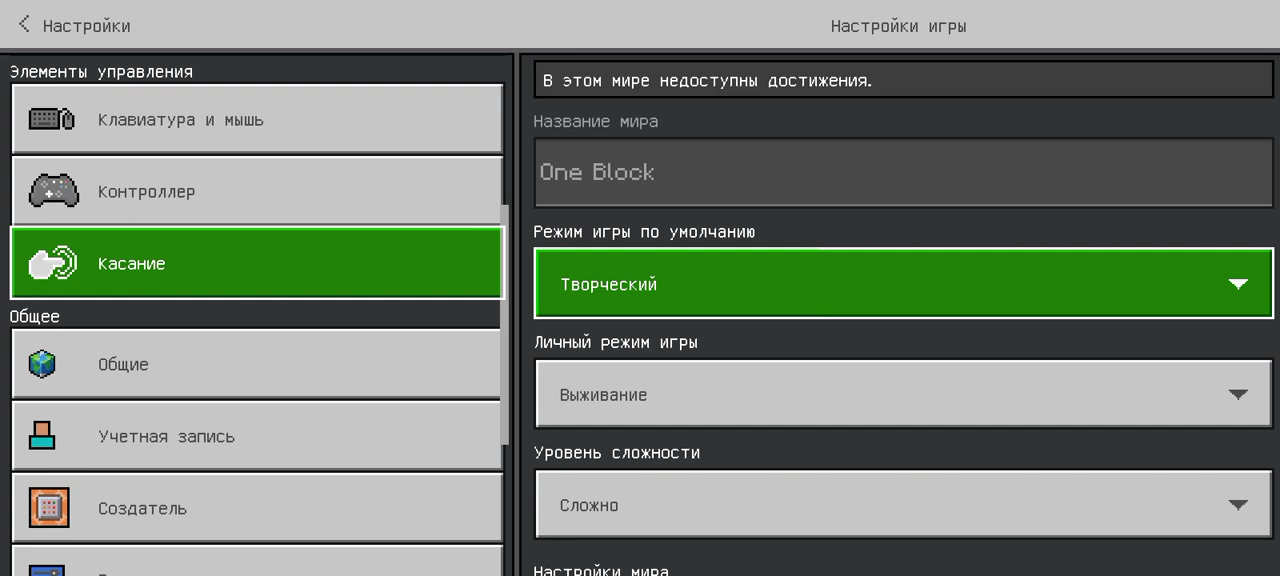 Настройки
Настройки игры
Элементы управления
Клавиатура и мышь
Контроллер
Касание
Общее
Общие
Учетная запись
Создатель
В этом мире недоступны достижения.
Название мира
One Block
Режим игры по умолчанию
Творческий
Личный режим игры
Выживание
Уровень сложности
Сложно
Настройки мира